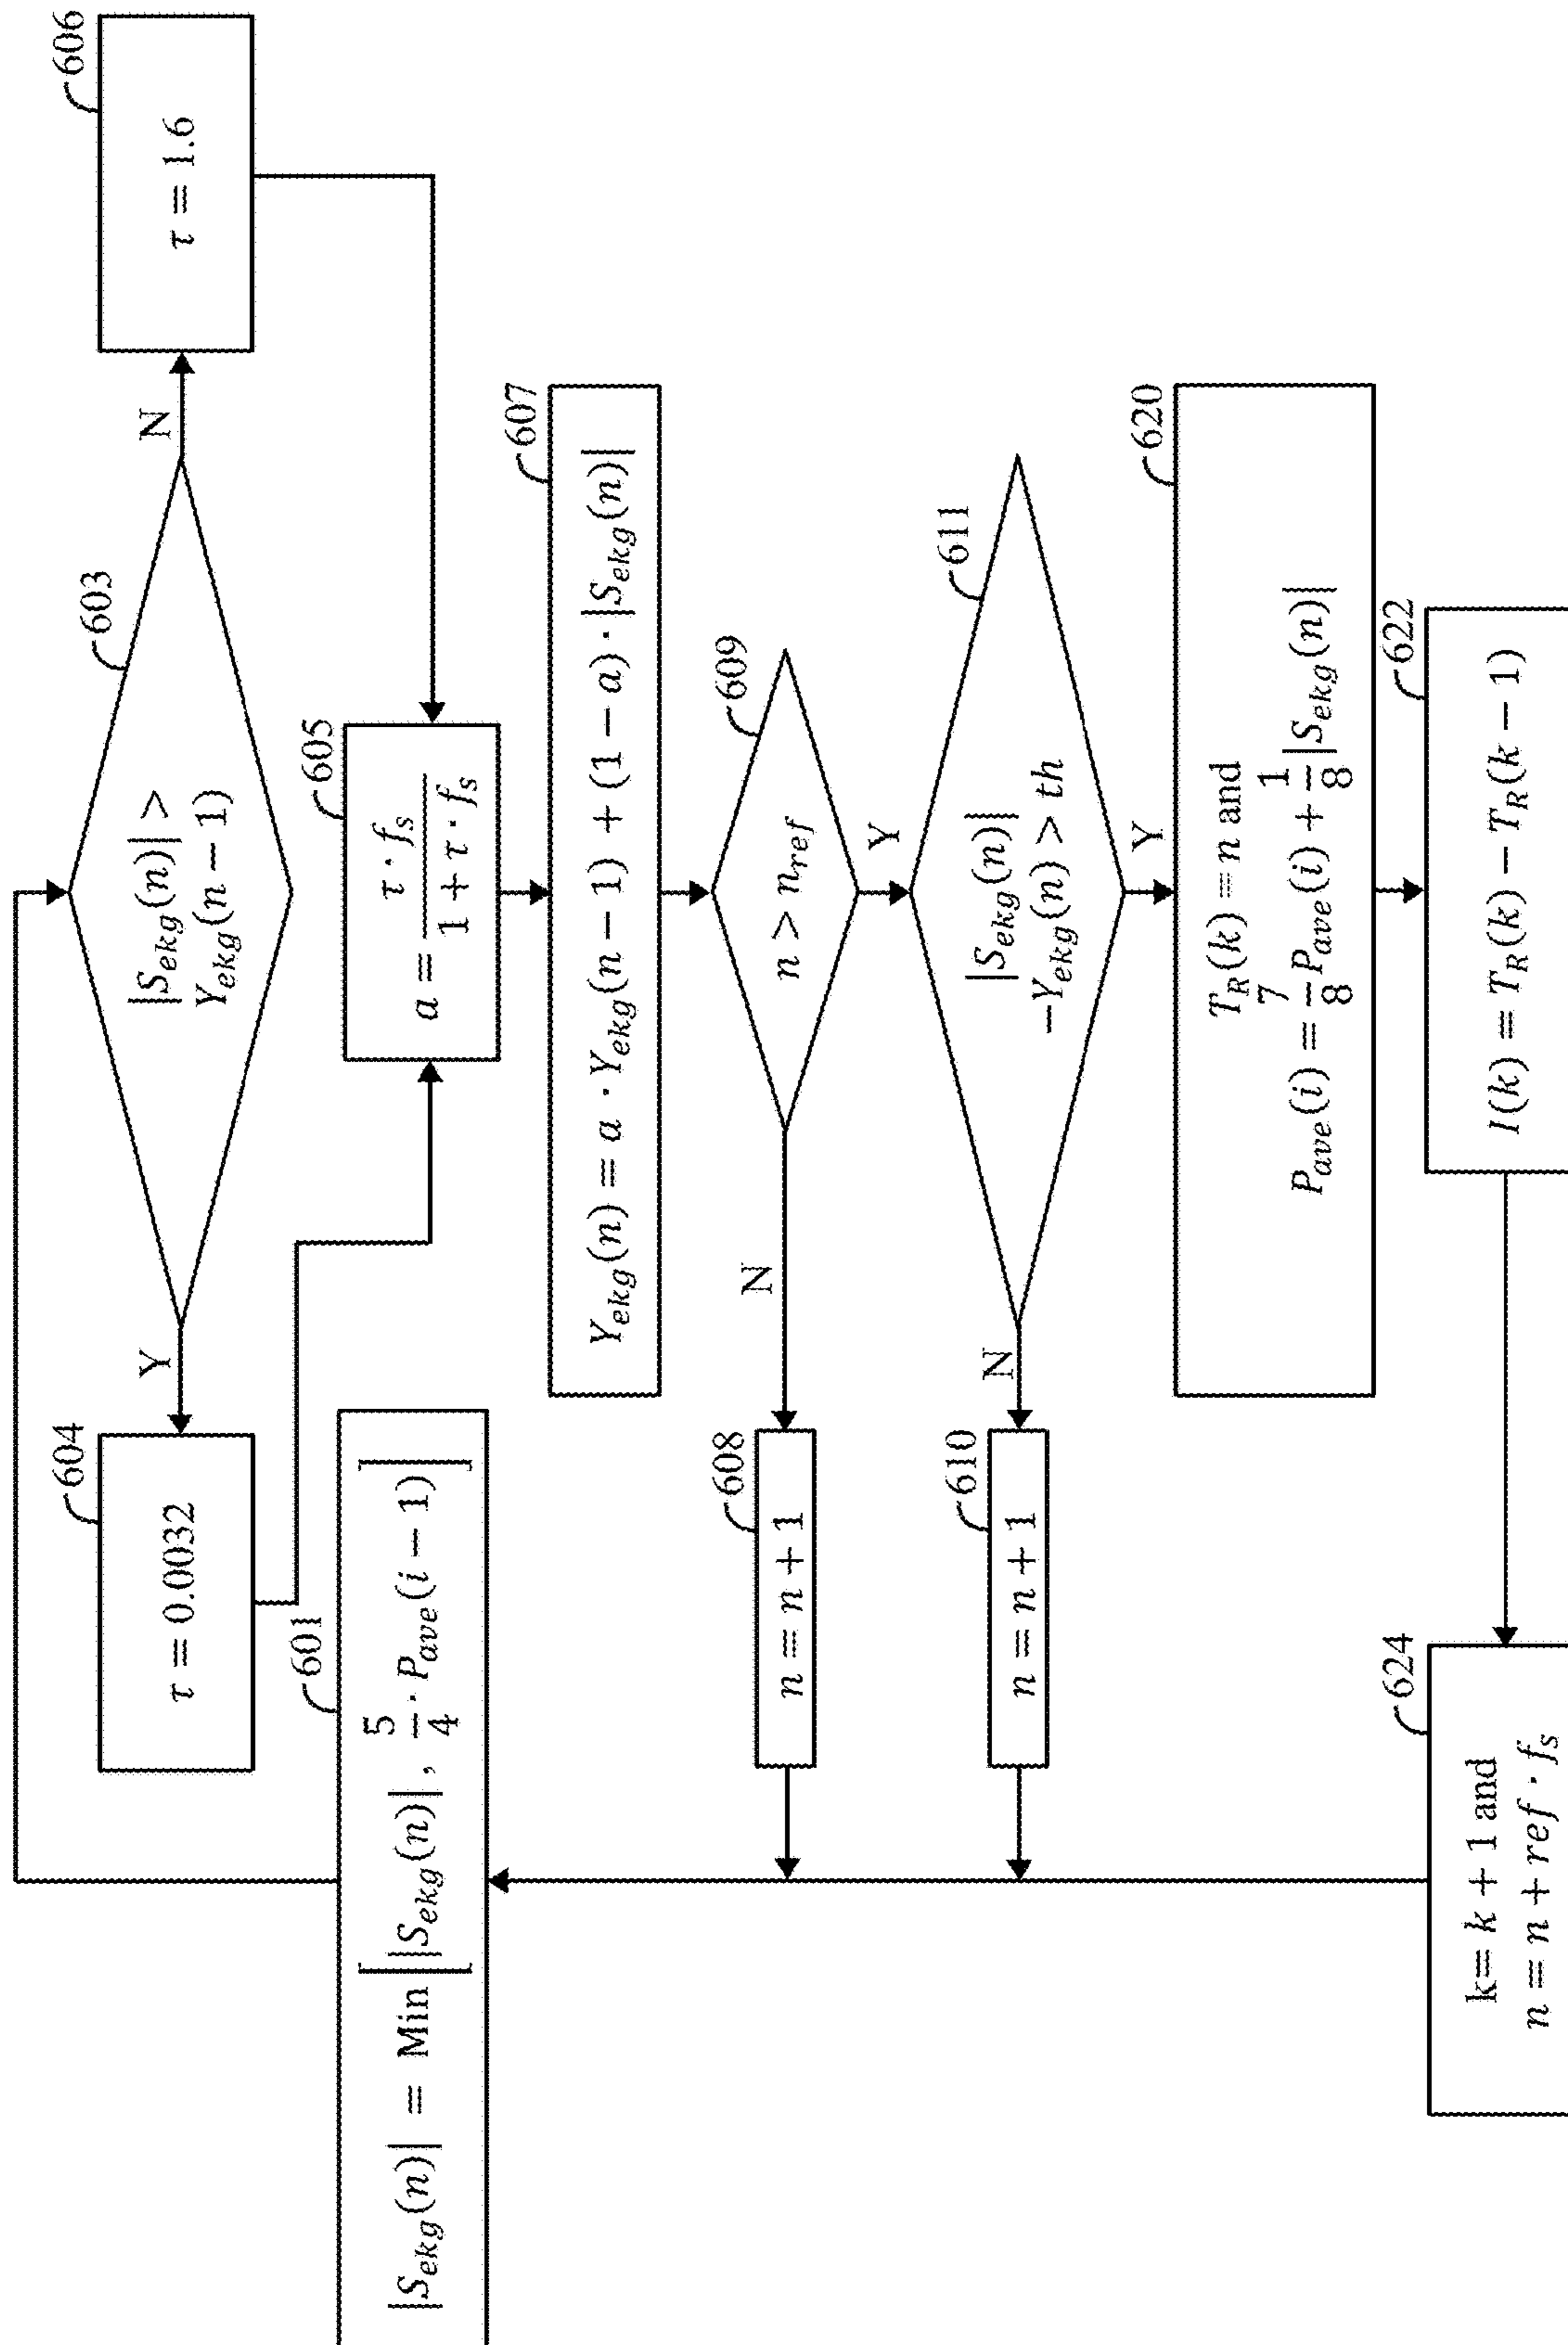 603
|S_ekg(n)| >
Y_ekg(n − 1)
Y
N
604
τ = 0.0032
606
τ = 1.6
601
|S_ekg(n)| = Min [|S_ekg(n)|, 5/4 · P_ave(i − 1)]
605
a = τ · f_s / 1 + τ · f_s
607
Y_ekg(n) = a · Y_ekg(n − 1) + (1 − a) · |S_ekg(n)|
609
n > n_ref
N
Y
608
n = n + 1
611
|S_ekg(n)|
−Y_ekg(n) > th
N
Y
610
n = n + 1
620
T_R(k) = n and
P_ave(i) = 7/8 P_ave(i) + 1/8 |S_ekg(n)|
622
I(k) = T_R(k) − T_R(k − 1)
624
k= k + 1 and
n = n + ref · f_s